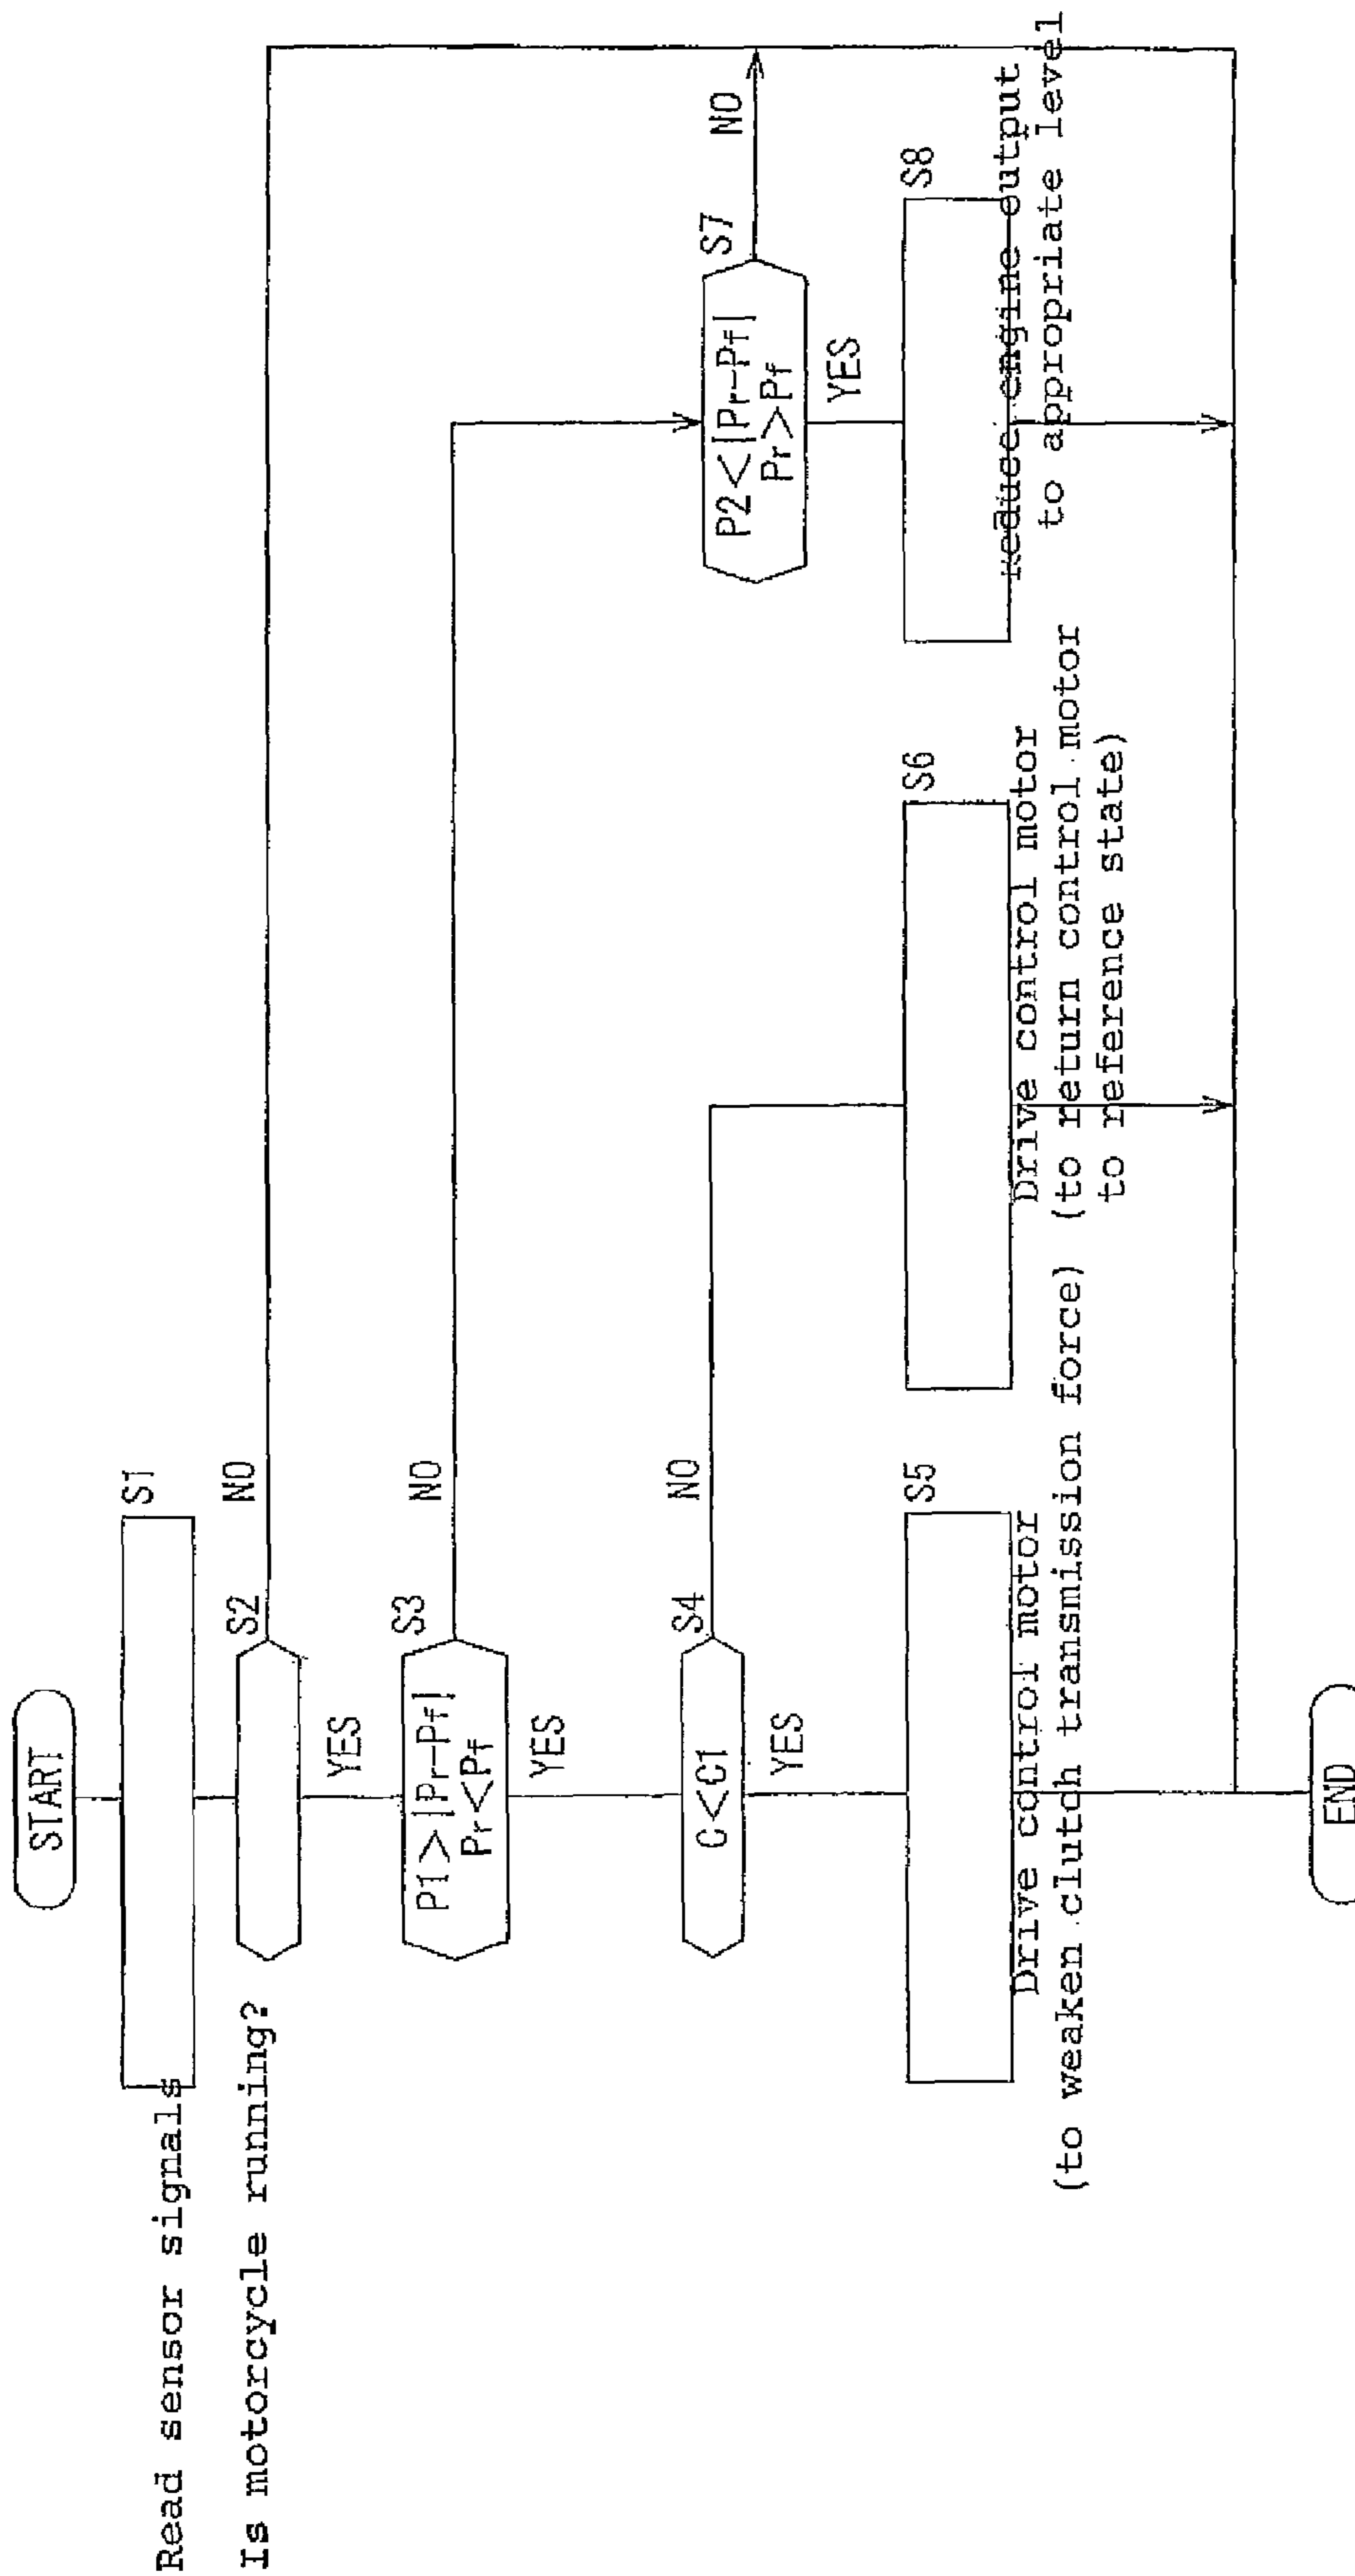 START
S1
Read sensor signals
S2
NO
Is motorcycle running?
YES
S3
P1>|Pr-Pf|
Pr<Pf
NO
YES
S7
P2<|Pr-Pf|
Pr>Pf
NO
YES
S4
C<C1
NO
YES
S5
Drive control motor
(to weaken clutch transmission force)
S6
Drive control motor
(to return control motor
to reference state)
S8
Reduce engine output
to appropriate level
END